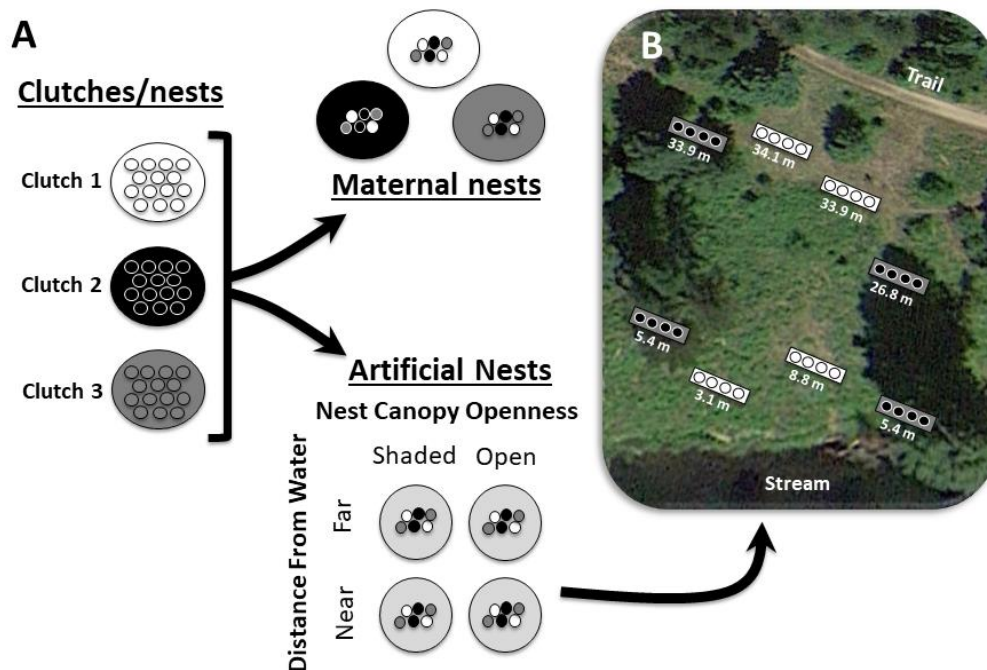 A
Clutches/nests
Clutch 1
Clutch 2
Clutch 3
Maternal nests
Artificial Nests
Nest Canopy Openness
Shaded Open
Distance From Water
Far
Near
B
Trail
33.9 m
34.1 m
33.9 m
26.8 m
5.4 m
8.8 m
3.1 m
5.4 m
Stream